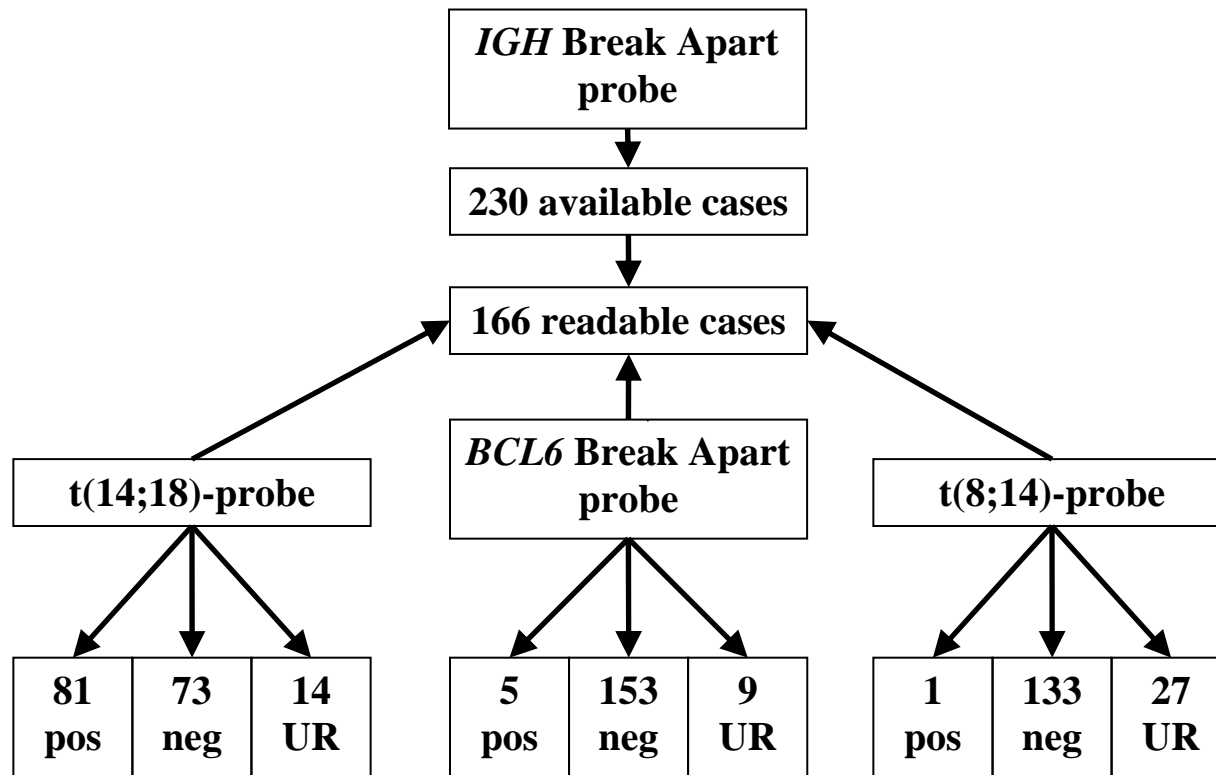 IGH Break Apart
probe
230 available cases
166 readable cases
t(14;18)-probe
BCL6 Break Apart
probe
t(8;14)-probe
81
pos
73
neg
14
UR
5
pos
153
neg
9
UR
1
pos
133
neg
27
UR